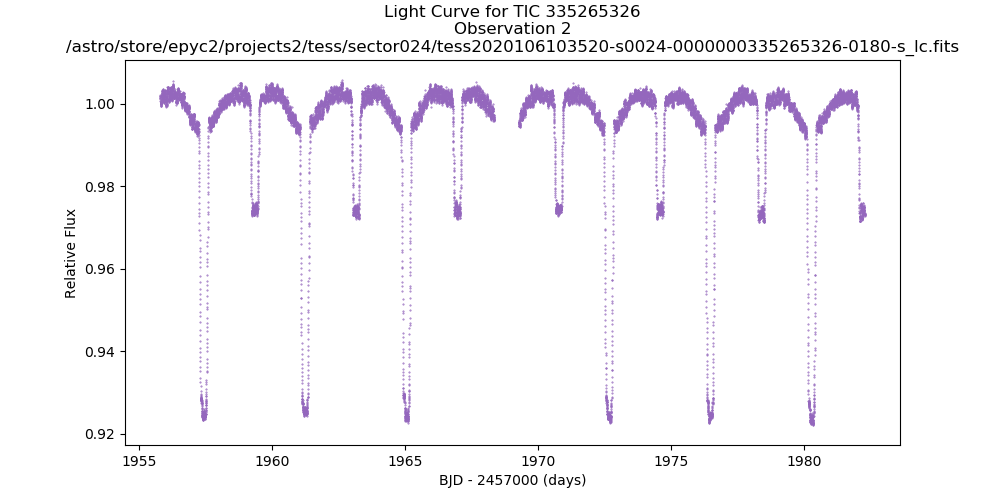 Light Curve for TIC 335265326
Observation 2
/astro/store/epyc2/projects2/tess/sector024/tess2020106103520-s0024-0000000335265326-0180-s_lc.fits
1.00
0.98
0.96
0.94
0.92
Relative Flux
1955 1960 1965 1970 1975 1980
BJD - 2457000 (days)